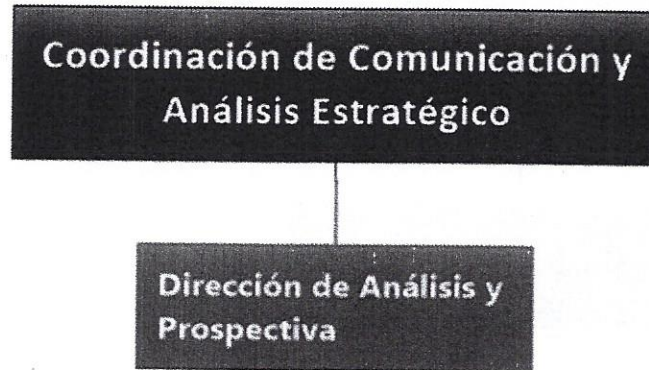 Coordinación de Comunicación y
Análisis Estratégico
Dirección de Análisis y
Prospectiva